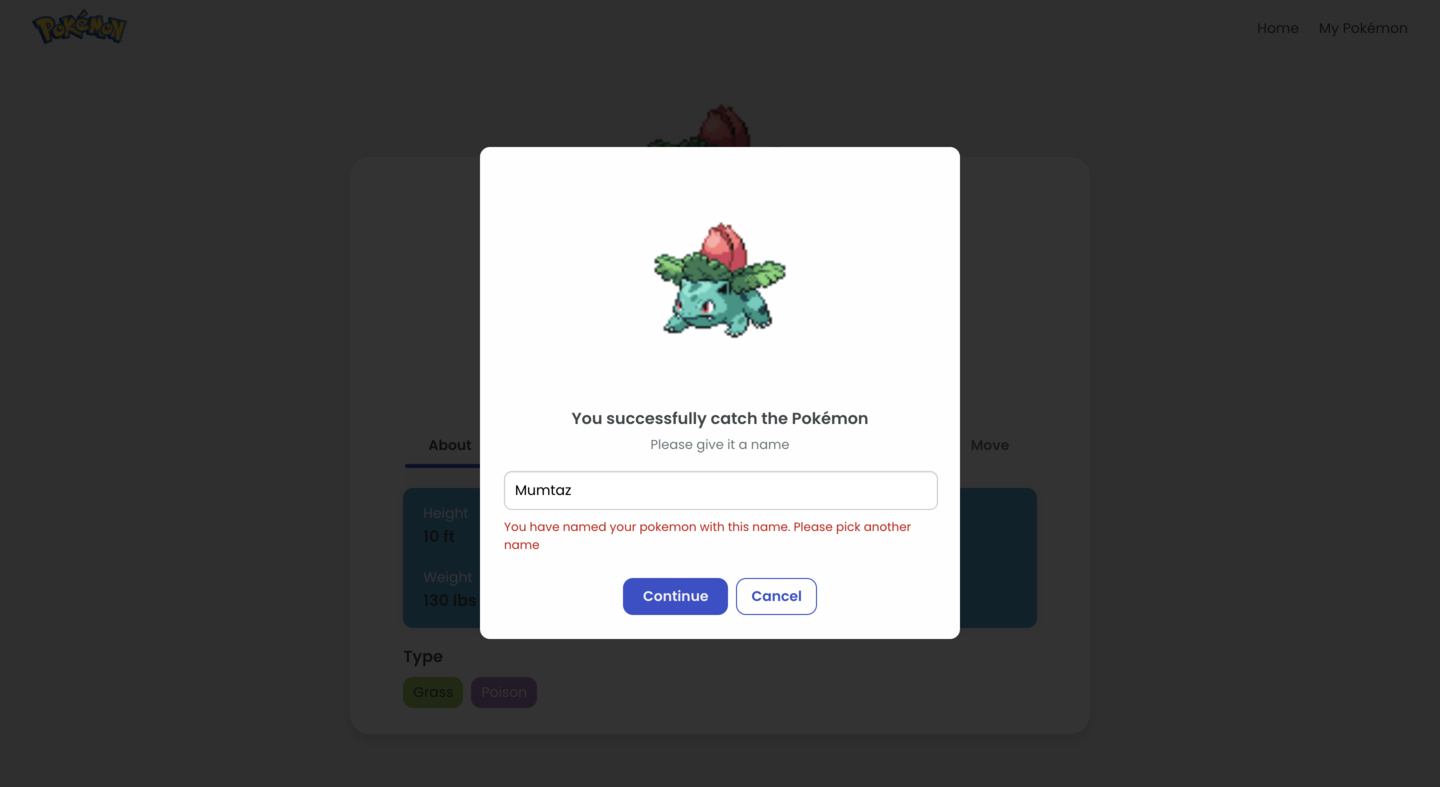 Pokémon
Home My Pokémon
You successfully catch the Pokémon
Please give it a name
About
Move
Mumtaz
Height
10 ft
You have named your pokemon with this name. Please pick another
name
Weight
130 lbs
Continue Cancel
Type
Grass Poison